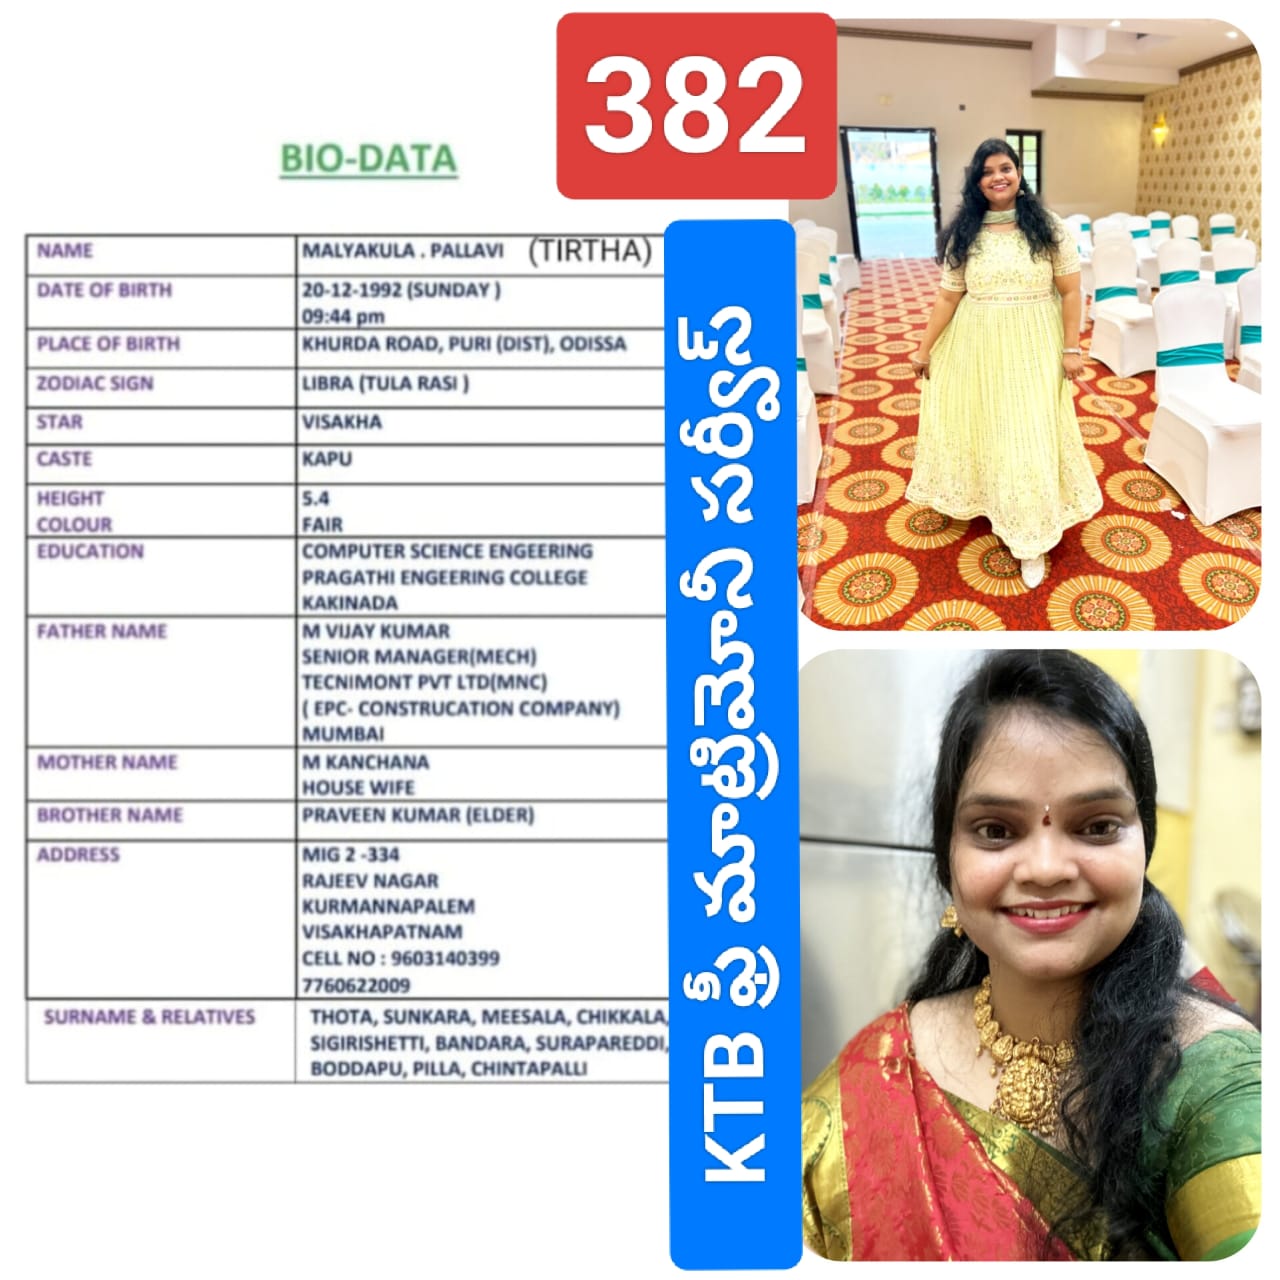 382
BIO-DATA
NAME MALYAKULA . PALLAVI (TIRTHA)
DATE OF BIRTH 20-12-1992 (SUNDAY )
09:44 pm
PLACE OF BIRTH KHURDA ROAD, PURI (DIST), ODISSA
ZODIAC SIGN LIBRA (TULA RASI )
STAR VISAKHA
CASTE KAPU
HEIGHT 5.4
COLOUR FAIR
EDUCATION COMPUTER SCIENCE ENGEERING
PRAGATHI ENGEERING COLLEGE
KAKINADA
FATHER NAME M VIJAY KUMAR
SENIOR MANAGER(MECH)
TECNIMONT PVT LTD(MNC)
( EPC- CONSTRUCATION COMPANY)
MUMBAI
MOTHER NAME M KANCHANA
HOUSE WIFE
BROTHER NAME PRAVEEN KUMAR (ELDER)
ADDRESS MIG 2 -334
RAJEEV NAGAR
KURMANNAPALEM
VISAKHAPATNAM
CELL NO : 9603140399
7760622009
SURNAME & RELATIVES THOTA, SUNKARA, MEESALA, CHIKKALA,
SIGIRISHETTI, BANDARA, SURAPAREDDI,
BODDAPU, PILLA, CHINTAPALLI
KTB ఫ్రీ మాట్రిమోనీ సర్వీస్